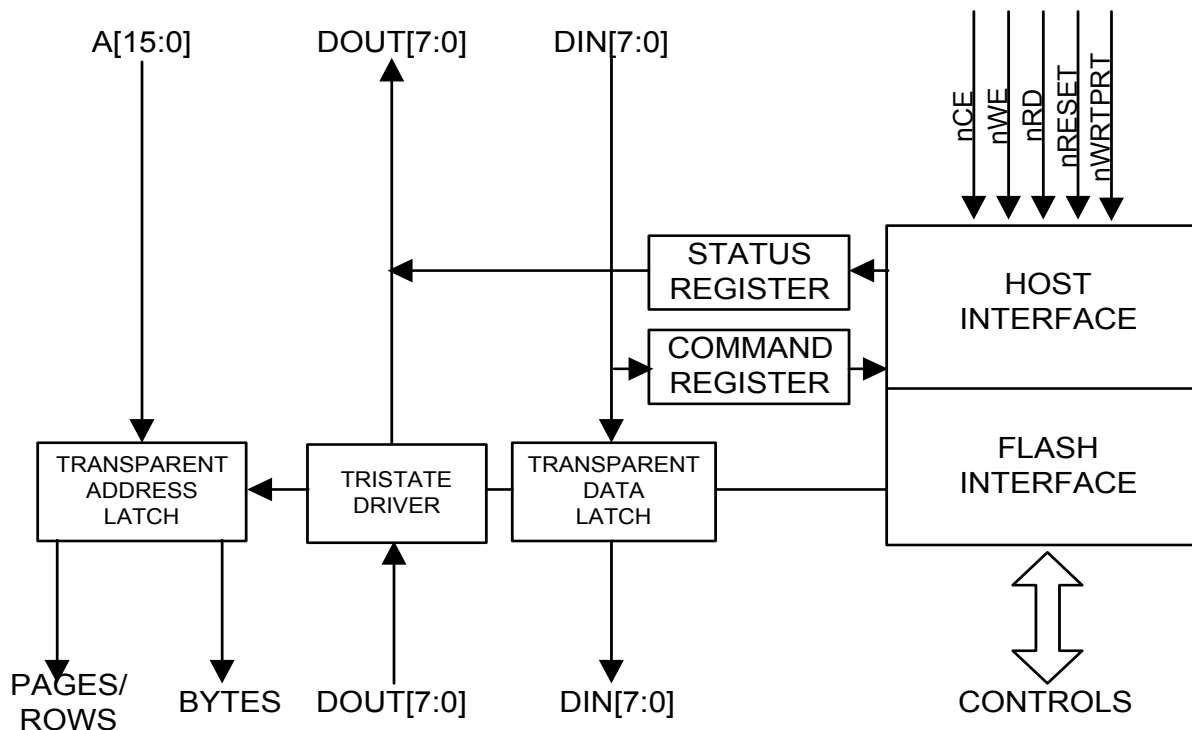 A[15:0]
DOUT[7:0]
DIN[7:0]
nCE
nWE
nRD
nRESET
nWRTPRT
STATUS
REGISTER
HOST
INTERFACE
COMMAND
REGISTER
TRANSPARENT
ADDRESS
LATCH
TRISTATE
DRIVER
TRANSPARENT
DATA
LATCH
FLASH
INTERFACE
PAGES/
ROWS
BYTES
DOUT[7:0]
DIN[7:0]
CONTROLS